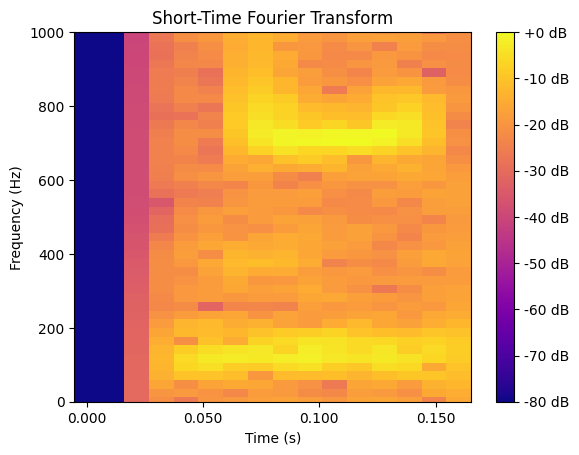 Short-Time Fourier Transform
1000
800
600
400
200
0
Frequency (Hz)
0.000
0.050
0.100
0.150
Time (s)
+0 dB
-10 dB
-20 dB
-30 dB
-40 dB
-50 dB
-60 dB
-70 dB
-80 dB